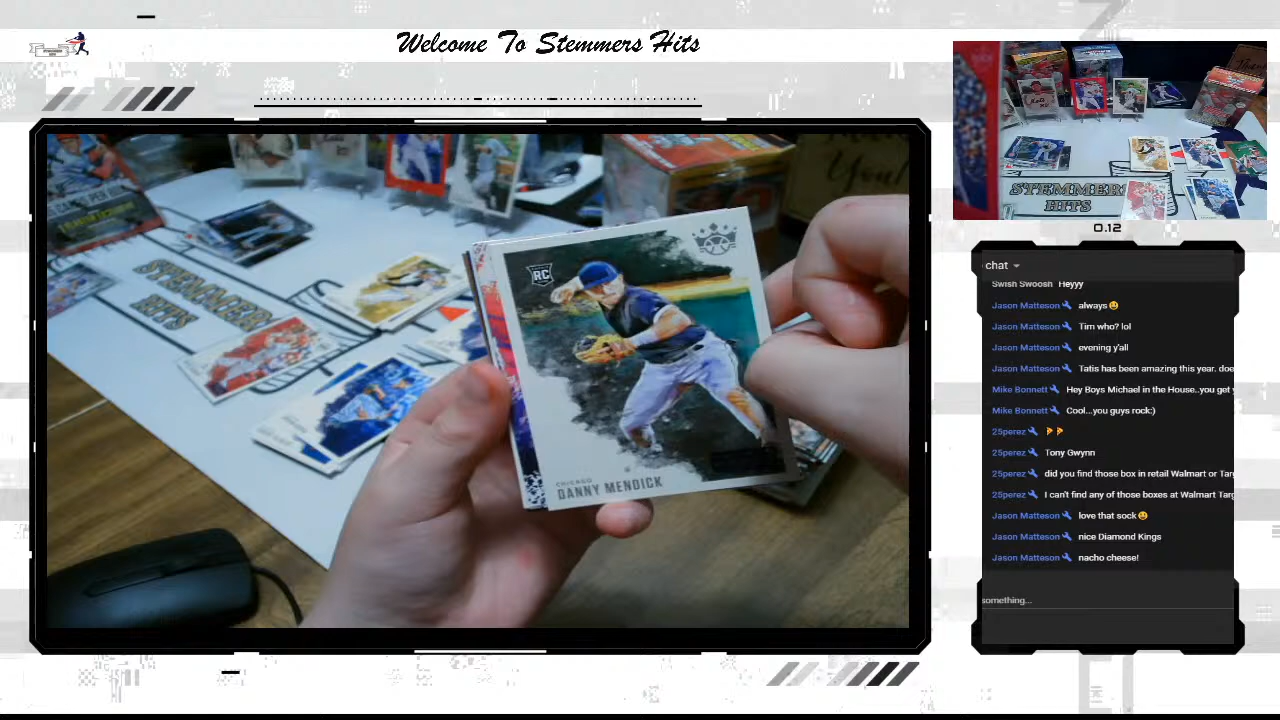 Welcome To Stemmers Hits
STEMMER
HITS
You!
RC
CHICAGO
DANNY MENDICK
STEMMER
HITS
0.12
chat
Swish Swoosh Heyyy
Jason Matteson always
Jason Matteson Tim who? lol
Jason Matteson evening y'all
Jason Matteson Tatis has been amazing this year. doe
Mike Bonnett Hey Boys Michael in the House..you get
Mike Bonnett Cool...you guys rock:)
25perez 🍕🍕
25perez Tony Gwynn
25perez did you find those box in retail Walmart or Tar
25perez I can't find any of those boxes at Walmart Targ
Jason Matteson love that sock😀
Jason Matteson nice Diamond Kings
Jason Matteson nacho cheese!
something...